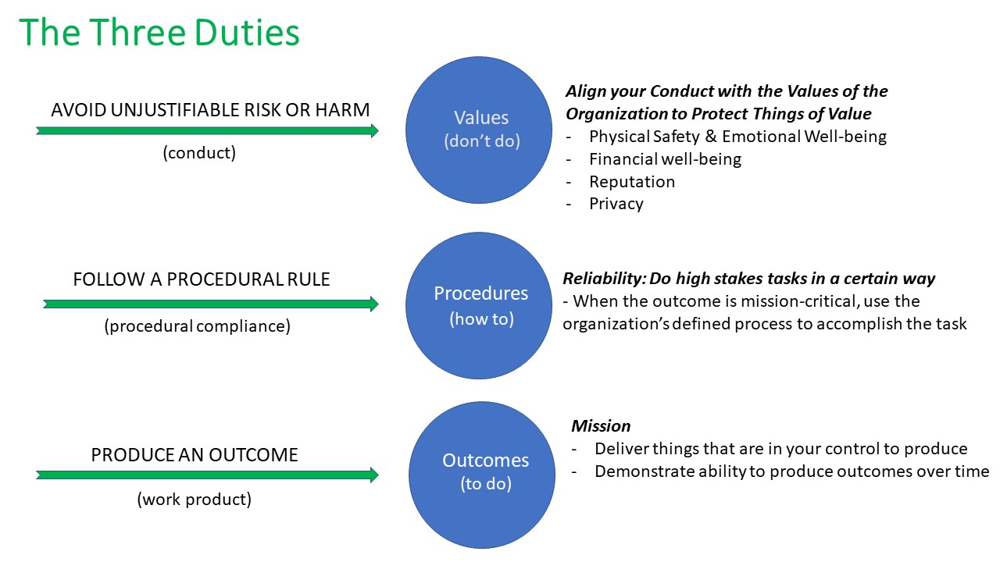 The Three Duties
AVOID UNJUSTIFIABLE RISK OR HARM
(conduct)
Values
(don't do)
Align your Conduct with the Values of the
Organization to Protect Things of Value
- Physical Safety & Emotional Well-being
- Financial well-being
- Reputation
- Privacy
FOLLOW A PROCEDURAL RULE
(procedural compliance)
Procedures
(how to)
Reliability: Do high stakes tasks in a certain way
- When the outcome is mission-critical, use the
organization's defined process to accomplish the task
PRODUCE AN OUTCOME
(work product)
Outcomes
(to do)
Mission
- Deliver things that are in your control to produce
- Demonstrate ability to produce outcomes over time